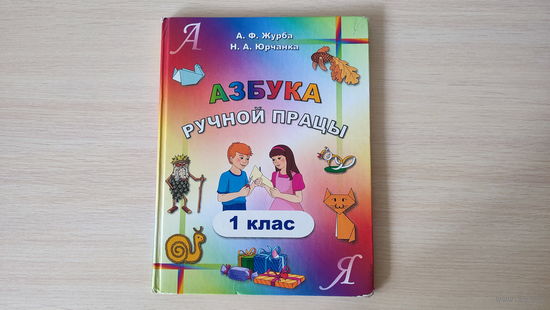 А. Ф. Журба
Н. А. Юрчанка
А
АЗБУКА
РУЧНОЙ ПРАЦЫ
1 клас
Я